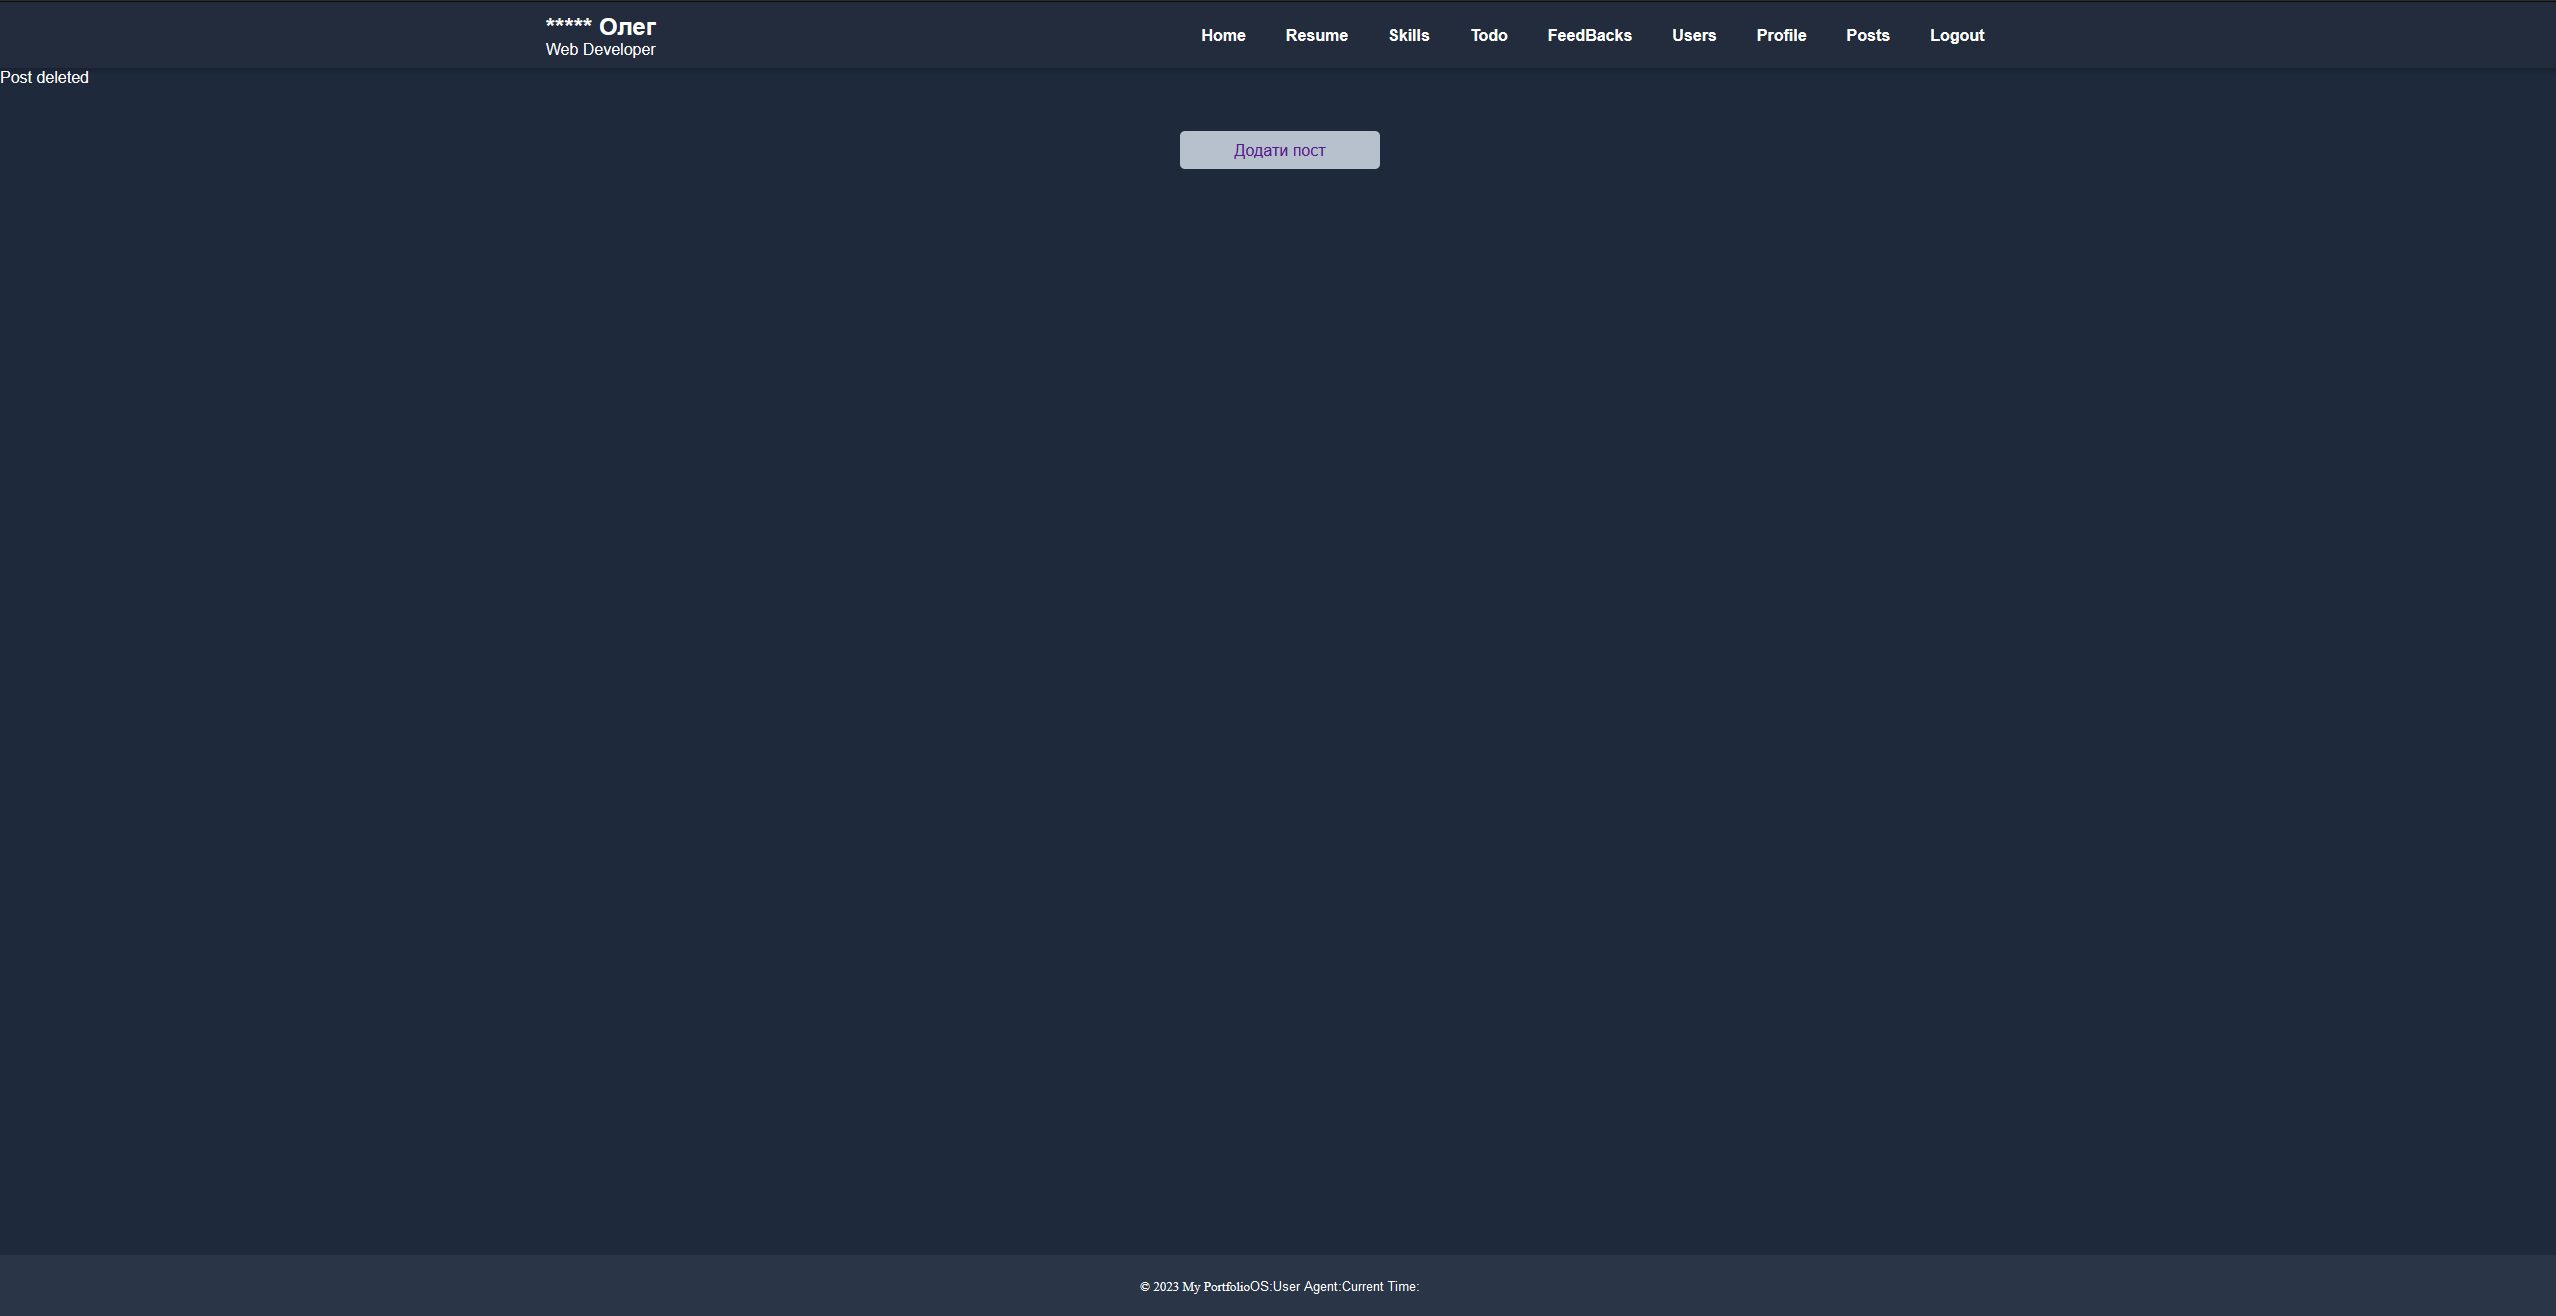 ***** Олег
Web Developer
Home Resume Skills Todo FeedBacks Users Profile Posts Logout
Post deleted
Додати пост
© 2023 My PortfolioOS:User Agent:Current Time: